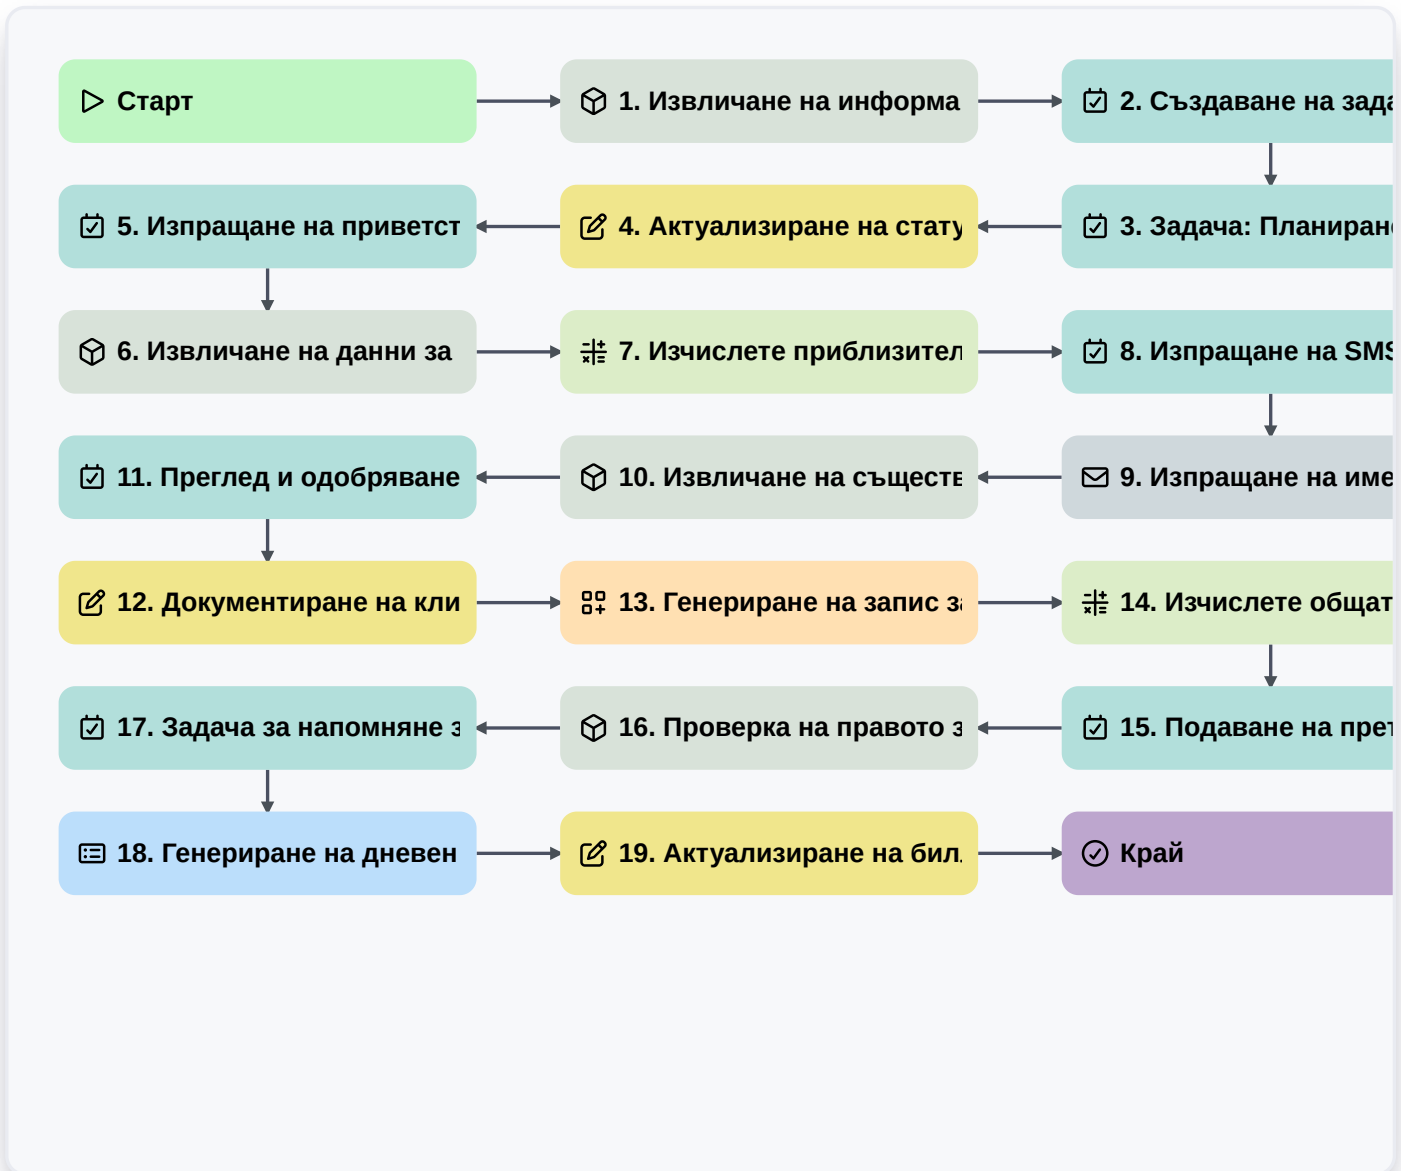 Старт
1. Извличане на информа
2. Създаване на зада
5. Изпращане на приветст
4. Актуализиране на стату
3. Задача: Планиране
6. Извличане на данни за
7. Изчислете приблизител
8. Изпращане на SMS
11. Преглед и одобряване
10. Извличане на съществ
9. Изпращане на име
12. Документиране на кли
13. Генериране на запис за
14. Изчислете общат
17. Задача за напомняне з
16. Проверка на правото з
15. Подаване на прет
18. Генериране на дневен
19. Актуализиране на бил
Край